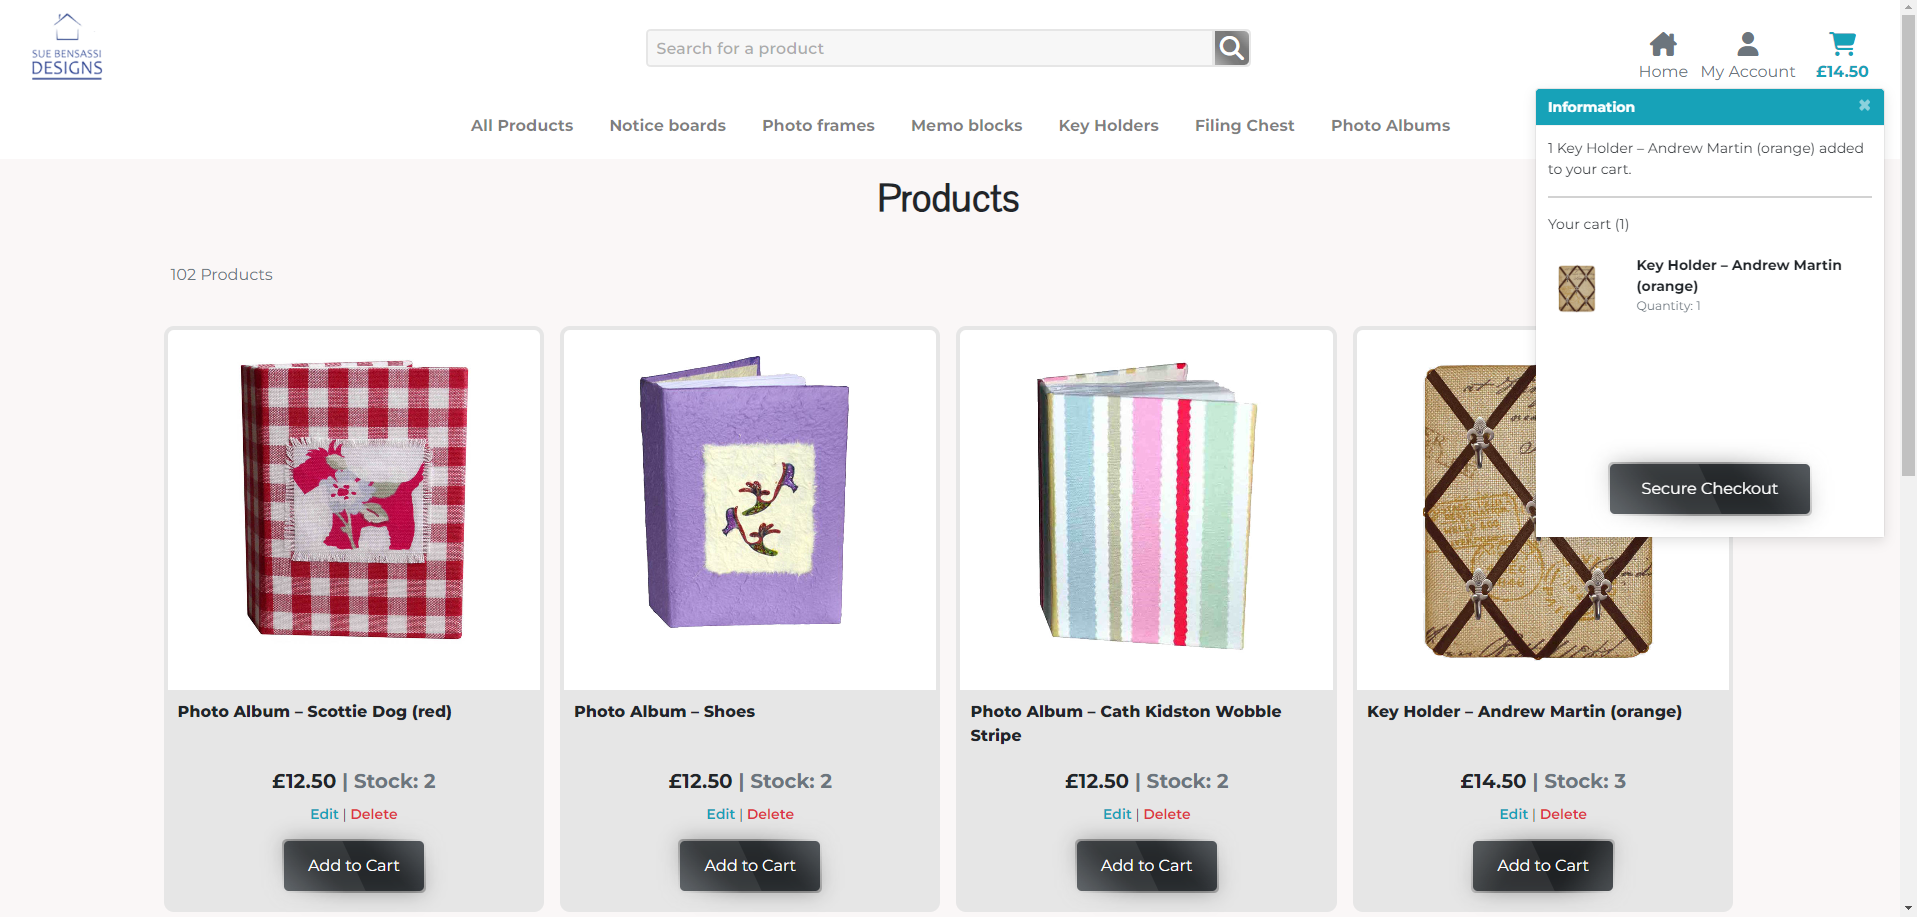 SUE BENSASSI
DESIGNS
Search for a product
Home
My Account
£14.50
All Products
Notice boards
Photo frames
Memo blocks
Key Holders
Filing Chest
Photo Albums
Information
1 Key Holder – Andrew Martin (orange) added
to your cart.
Your cart (1)
Key Holder – Andrew Martin
(orange)
Quantity: 1
Secure Checkout
Products
102 Products
Photo Album – Scottie Dog (red)
£12.50 | Stock: 2
Edit | Delete
Add to Cart
Photo Album – Shoes
£12.50 | Stock: 2
Edit | Delete
Add to Cart
Photo Album – Cath Kidston Wobble
Stripe
£12.50 | Stock: 2
Edit | Delete
Add to Cart
Key Holder – Andrew Martin (orange)
£14.50 | Stock: 3
Edit | Delete
Add to Cart